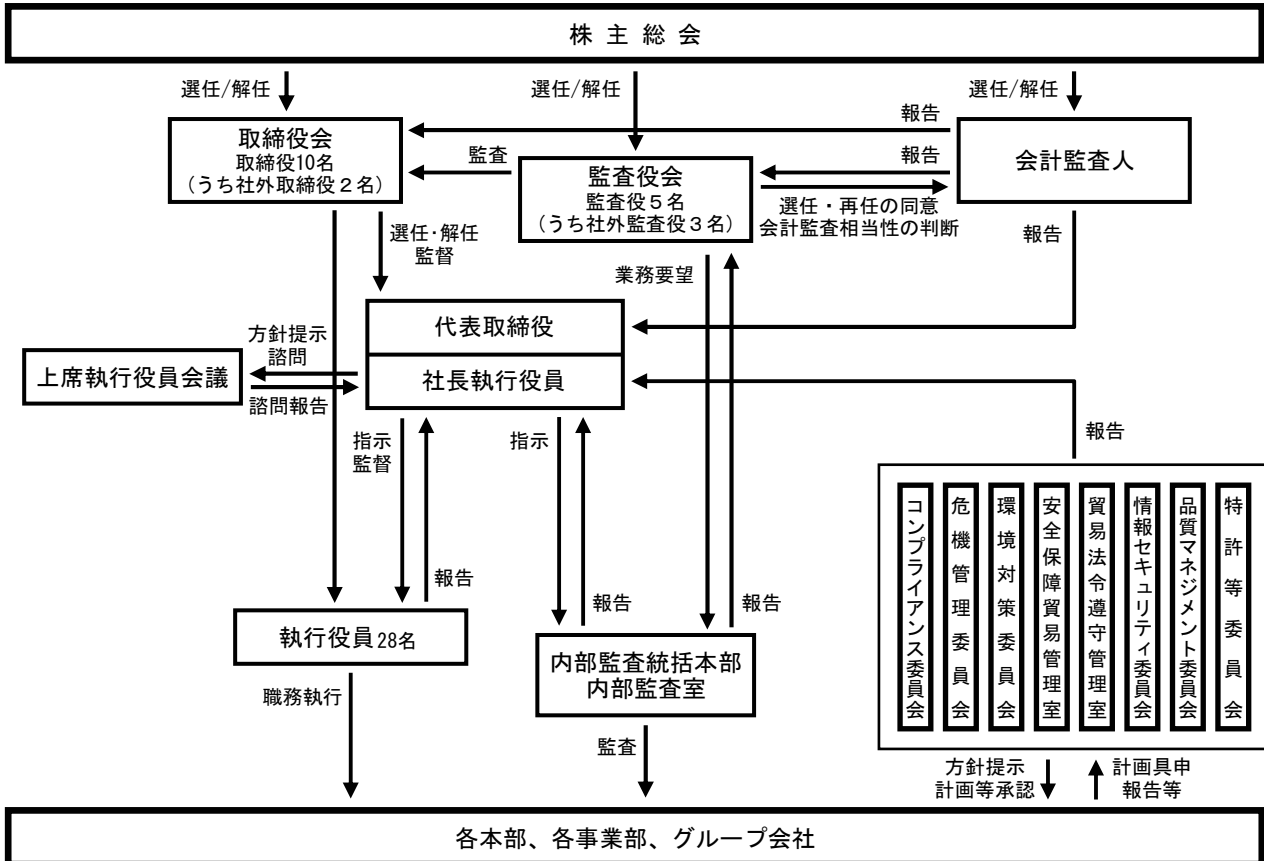 株主総会
選任/解任
選任/解任
選任/解任
報告
取締役会
取締役10名
(うち社外取締役２名)
監査
監査役会
監査役５名
(うち社外監査役３名)
報告
会計監査人
選任・再任の同意
会計監査相当性の判断
報告
選任・解任
監督
業務要望
代表取締役
社長執行役員
方針提示
諮問
上席執行役員会議
諮問報告
指示
監督
指示
報告
コンプライアンス委員会
危機管理委員会
環境対策委員会
安全保障貿易管理室
貿易法令遵守管理室
情報セキュリティ委員会
品質マネジメント委員会
特許等委員会
報告
報告
報告
執行役員28名
内部監査統括本部
内部監査室
職務執行
監査
方針提示
計画等承認
計画具申
報告等
各本部、各事業部、グループ会社